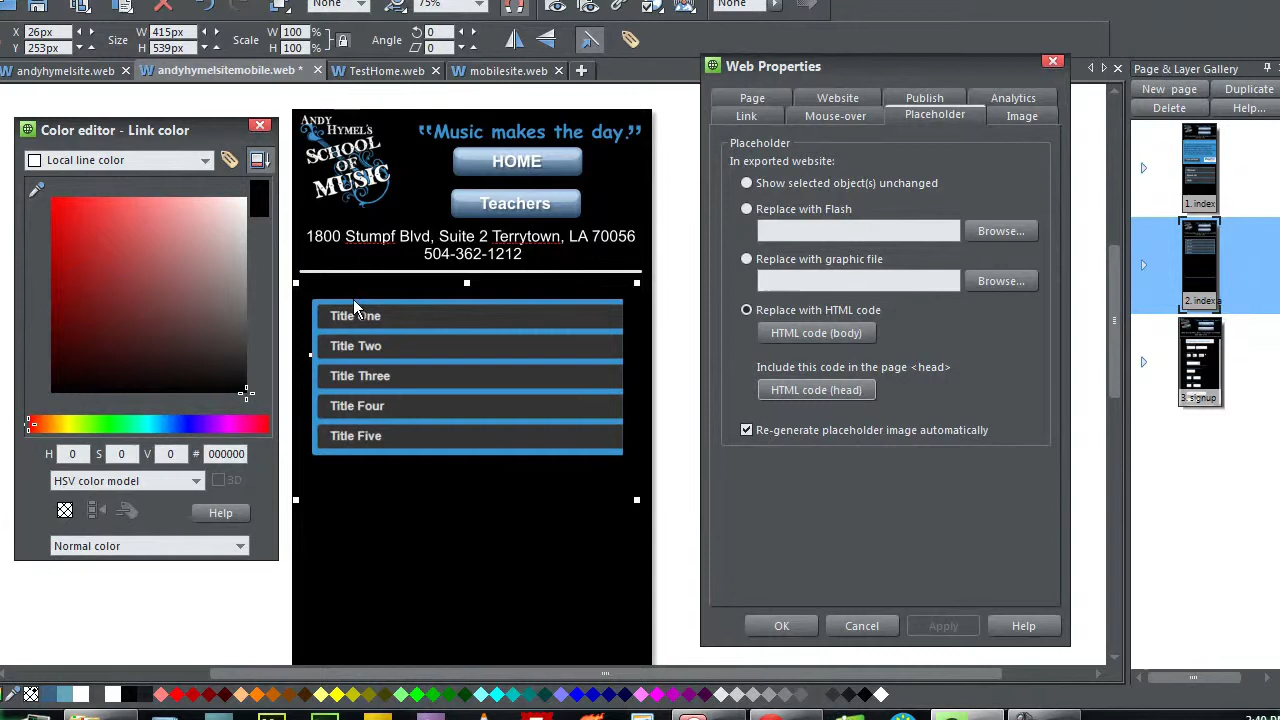 None
75%
None
X 26px
Y 253px
Size
W 415px
H 539px
Scale
W 100
H 100
%
Angle
0
0
andyhymelsite.web
andyhymelsitemobile.web *
TestHome.web
mobilesite.web
Page & Layer Gallery
New page
Duplicate
Delete
Help...
1. index
2. index
3. signup
Color editor - Link color
Local line color
H 0 S 0 V 0 # 000000
HSV color model
3D
Help
Normal color
ANDY
HYMEL'S
SCHOOL
OF
MUSIC
"Music makes the day."
HOME
Teachers
1800 Stumpf Blvd, Suite 2 Terrytown, LA 70056
504-362-1212
Title One
Title Two
Title Three
Title Four
Title Five
Web Properties
Page
Website
Publish
Analytics
Link
Mouse-over
Placeholder
Image
Placeholder
In exported website:
Show selected object(s) unchanged
Replace with Flash
Browse...
Replace with graphic file
Browse...
Replace with HTML code
HTML code (body)
Include this code in the page <head>
HTML code (head)
Re-generate placeholder image automatically
OK
Cancel
Apply
Help